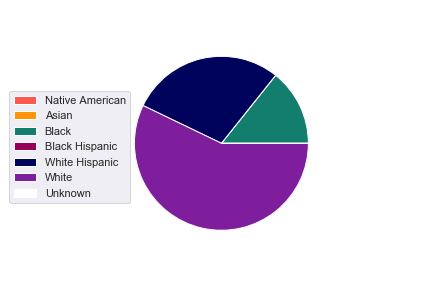 Native American
Asian
Black
Black Hispanic
White Hispanic
White
Unknown